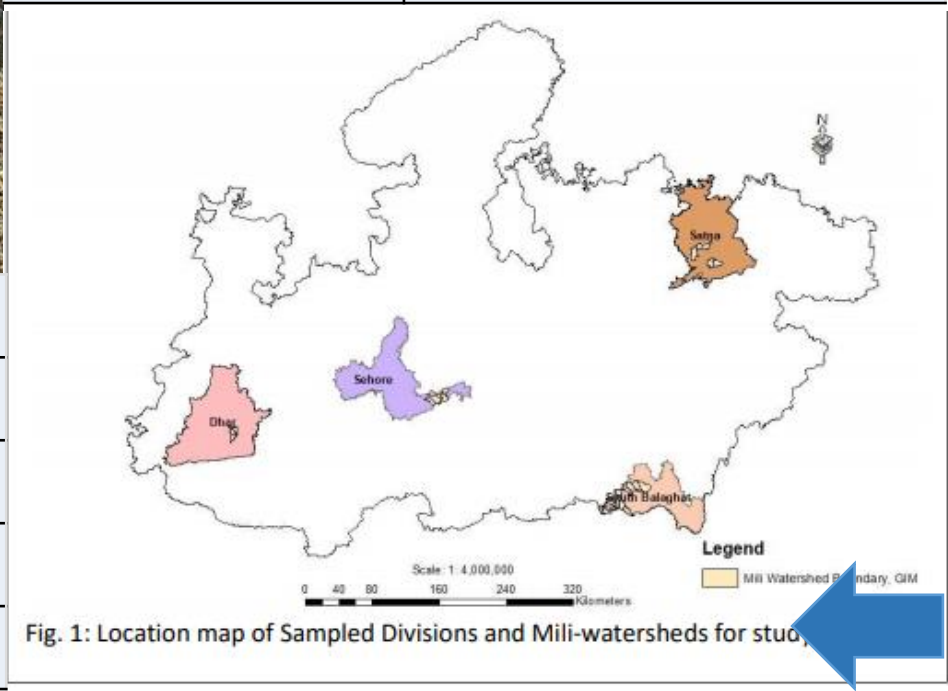 N
Satna
Sehore
Dhar
South Balaghat
Legend
Mili Watershed Boundary, GIM
Scale: 1: 4,000,000
0 40 80 160 240 320
Kilometers
Fig. 1: Location map of Sampled Divisions and Mili-watersheds for study